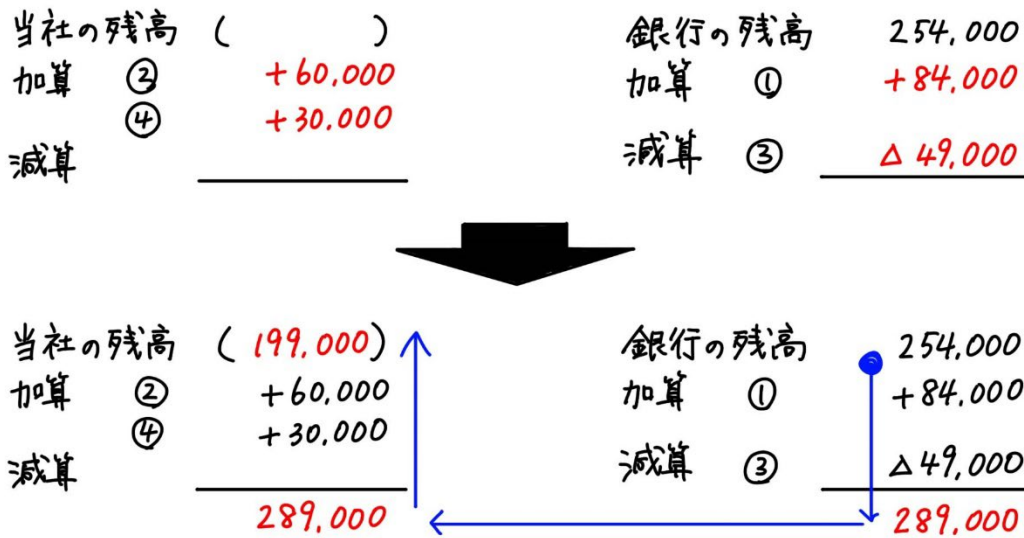 当社の残高 (　　　　) 銀行の残高 254,000
加算 ② +60,000 加算 ① +84,000
④ +30,000
減算 減算 ③ △49,000
当社の残高 (199,000) 銀行の残高 254,000
加算 ② +60,000 加算 ① +84,000
④ +30,000
減算 減算 ③ △49,000
289,000 289,000